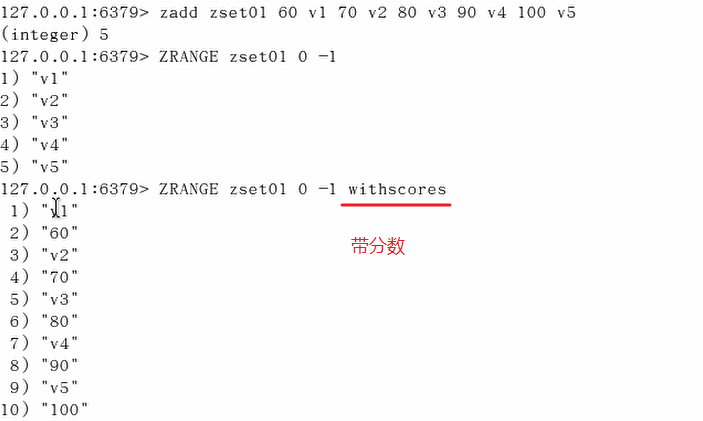 127.0.0.1:6379> zadd zset01 60 v1 70 v2 80 v3 90 v4 100 v5
(integer) 5
127.0.0.1:6379> ZRANGE zset01 0 -1
1) "v1"
2) "v2"
3) "v3"
4) "v4"
5) "v5"
127.0.0.1:6379> ZRANGE zset01 0 -1 withscores
1) "v1"
2) "60"
带分数
3) "v2"
4) "70"
5) "v3"
6) "80"
7) "v4"
8) "90"
9) "v5"
10) "100"